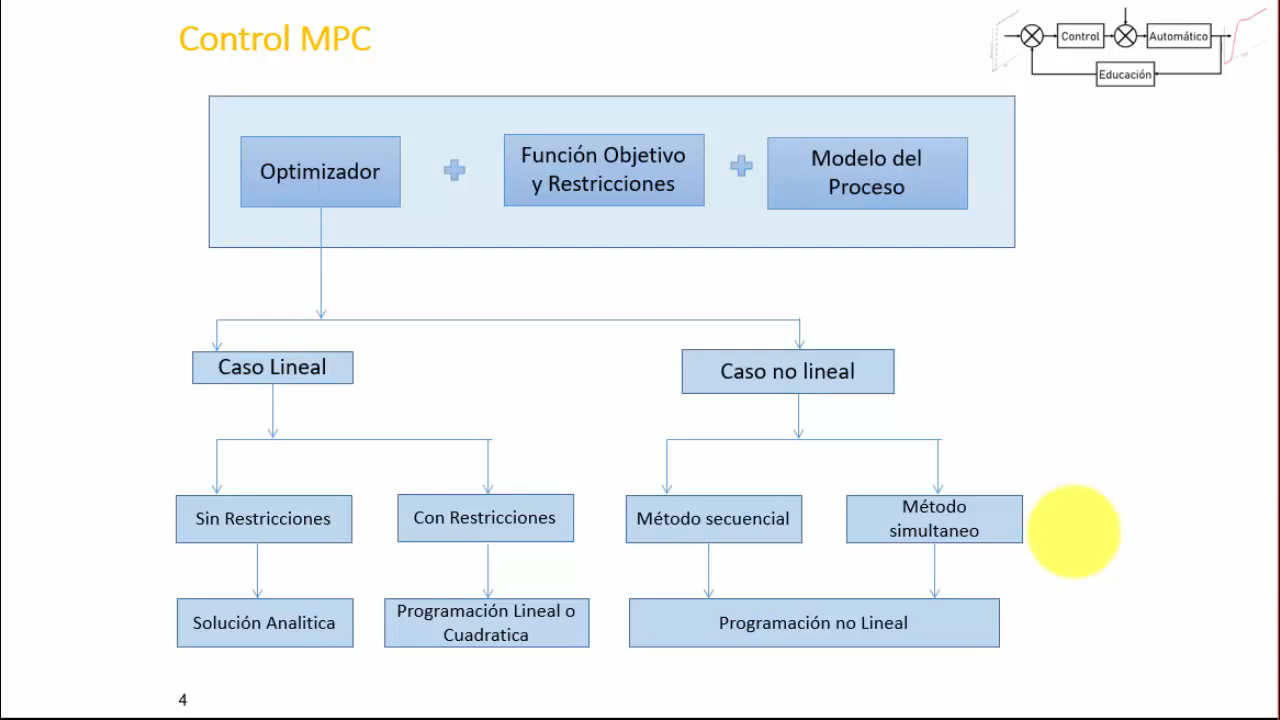 Control MPC
Control
Automático
Educación
Optimizador
Función Objetivo
y Restricciones
Modelo del
Proceso
Caso Lineal
Caso no lineal
Sin Restricciones
Con Restricciones
Método secuencial
Método
simultaneo
Solución Analitica
Programación Lineal o
Cuadratica
Programación no Lineal
4